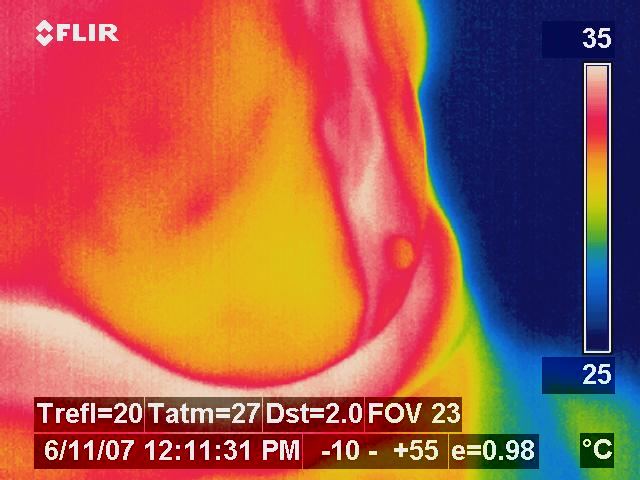 FLIR
35
25
Trefl=20 Tatm=27 Dst=2.0 FOV 23
6/11/07 12:11:31 PM -10 - +55 e=0.98 °C